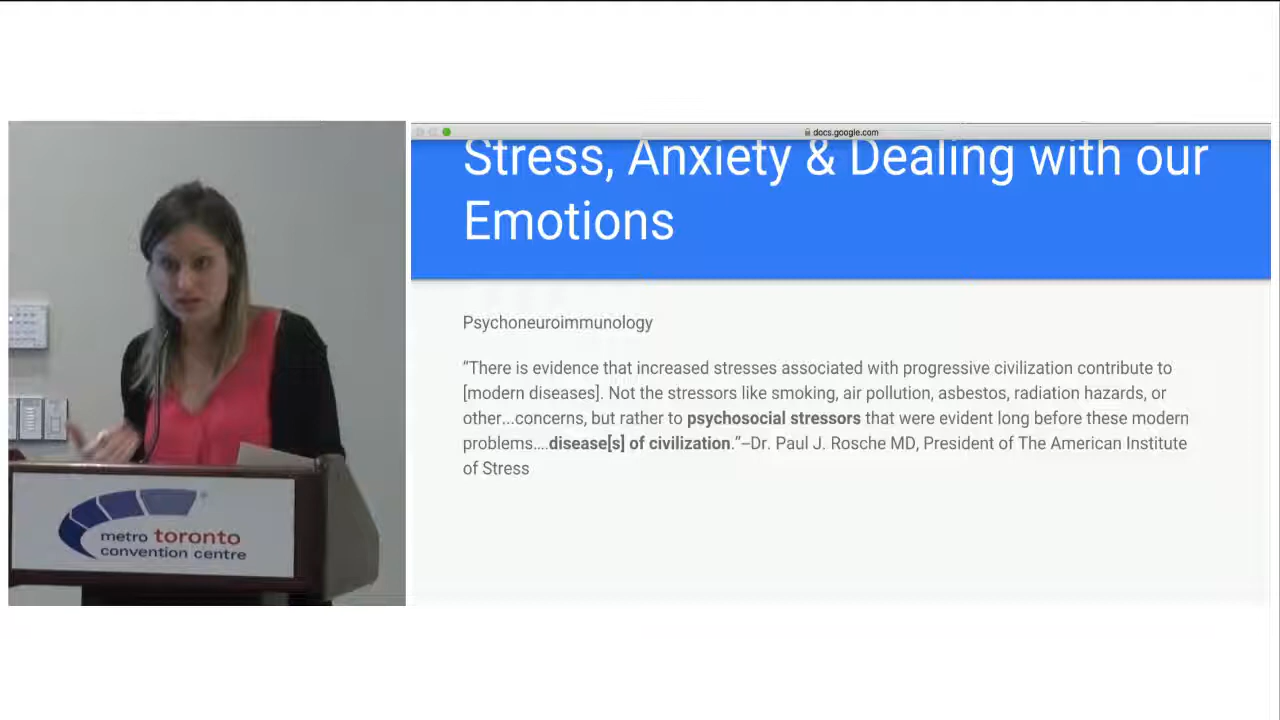 docs.google.com
Stress, Anxiety & Dealing with our
Emotions
Psychoneuroimmunology
“There is evidence that increased stresses associated with progressive civilization contribute to
[modern diseases]. Not the stressors like smoking, air pollution, asbestos, radiation hazards, or
other...concerns, but rather to psychosocial stressors that were evident long before these modern
problems....disease[s] of civilization.”–Dr. Paul J. Rosche MD, President of The American Institute
of Stress
metro toronto
convention centre